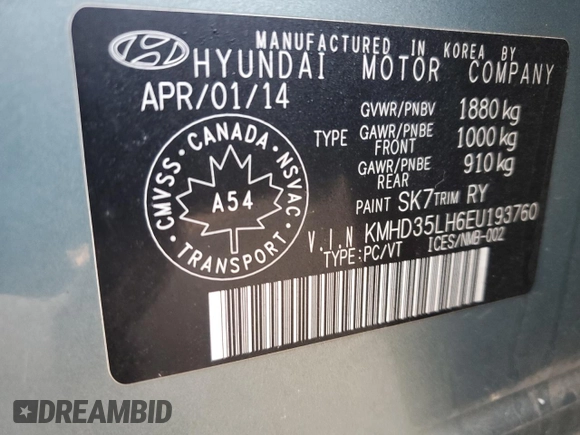 MANUFACTURED IN KOREA BY
HYUNDAI MOTOR COMPANY
APR/01/14
GVWR/PNBV 1880 kg
TYPE GAWR/PNBE FRONT 1000 kg
GAWR/PNBE REAR 910 kg
PAINT SK7 TRIM RY
V.I.N KMHD35LH6EU193760
TYPE:PC/VT ICES/NMB-002
CMVSS · CANADA · NSVAC · TRANSPORT ·
A54
DREAMBID